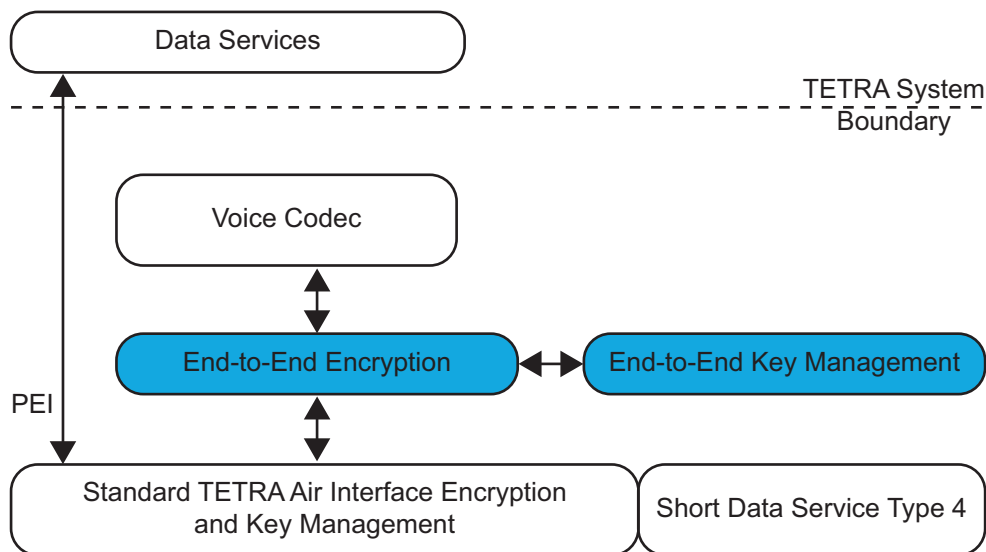 Data Services
TETRA System
Boundary
Voice Codec
End-to-End Encryption
End-to-End Key Management
PEI
Standard TETRA Air Interface Encryption
and Key Management
Short Data Service Type 4